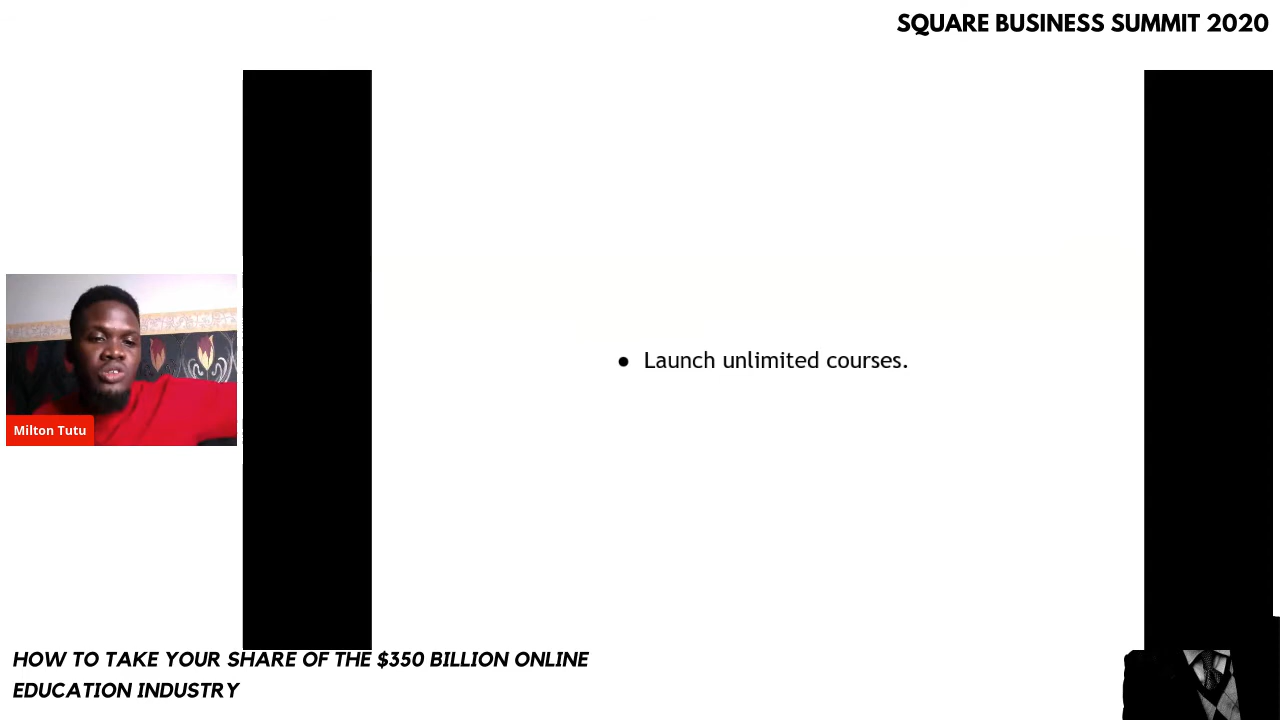 SQUARE BUSINESS SUMMIT 2020
● Launch unlimited courses.
Milton Tutu
HOW TO TAKE YOUR SHARE OF THE $350 BILLION ONLINE
EDUCATION INDUSTRY